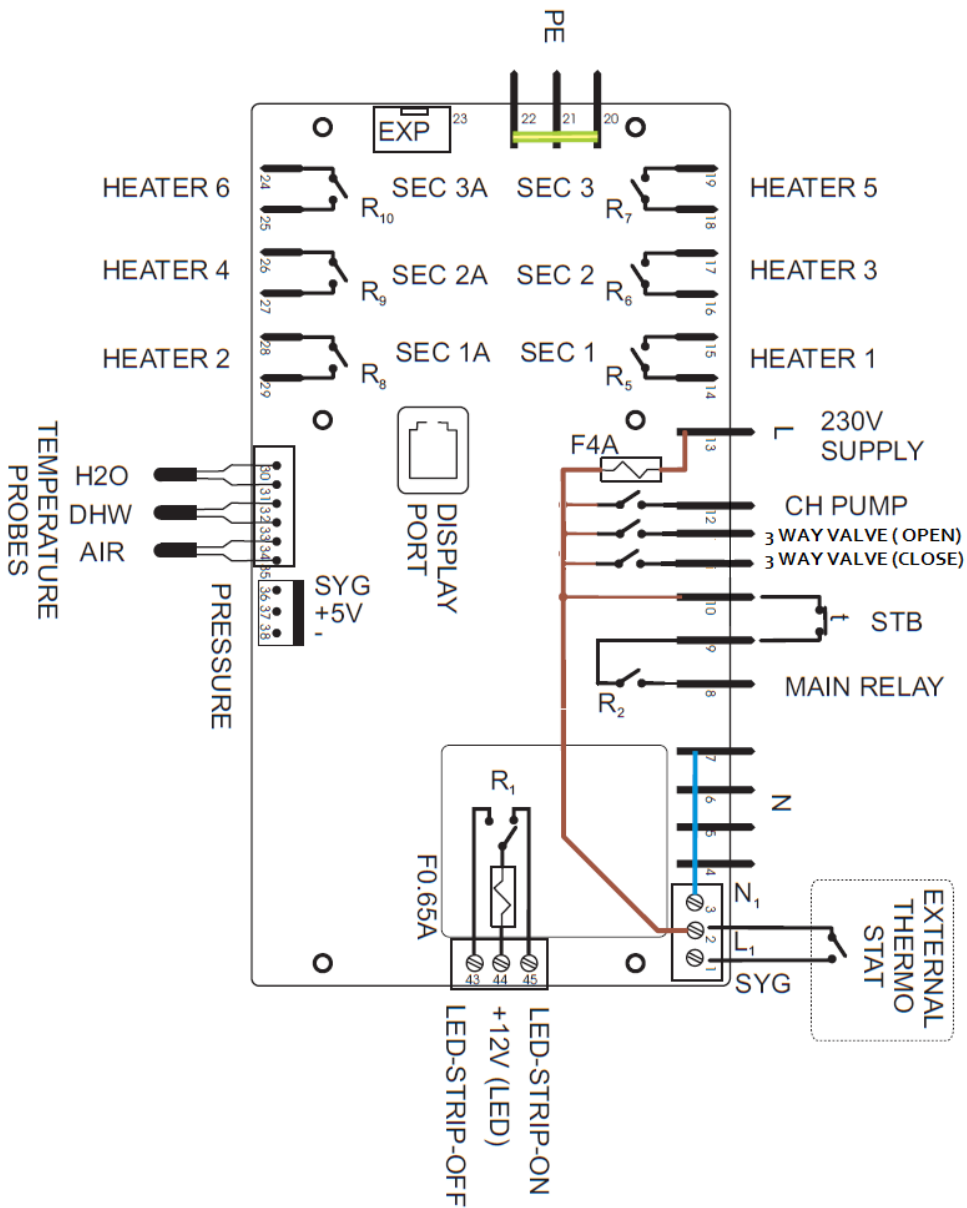 PE
EXP
23
22
21
20
HEATER 6
24
25
R10
SEC 3A
SEC 3
R7
19
18
HEATER 5
HEATER 4
26
27
R9
SEC 2A
SEC 2
R6
17
16
HEATER 3
HEATER 2
28
29
R8
SEC 1A
SEC 1
R5
15
14
HEATER 1
13
L
230V
SUPPLY
F4A
12
CH PUMP
3 WAY VALVE ( OPEN)
3 WAY VALVE (CLOSE)
10
t
STB
9
8
R2
MAIN RELAY
TEMPERATURE
PROBES
H2O
DHW
AIR
30
31
32
33
34
35
DISPLAY
PORT
PRESSURE
36
37
38
SYG
+5V
-
7
6
5
4
N
R1
F0.65A
3
2
1
N1
L1
SYG
EXTERNAL
THERMO
STAT
43
44
45
LED-STRIP-ON
+12V (LED)
LED-STRIP-OFF